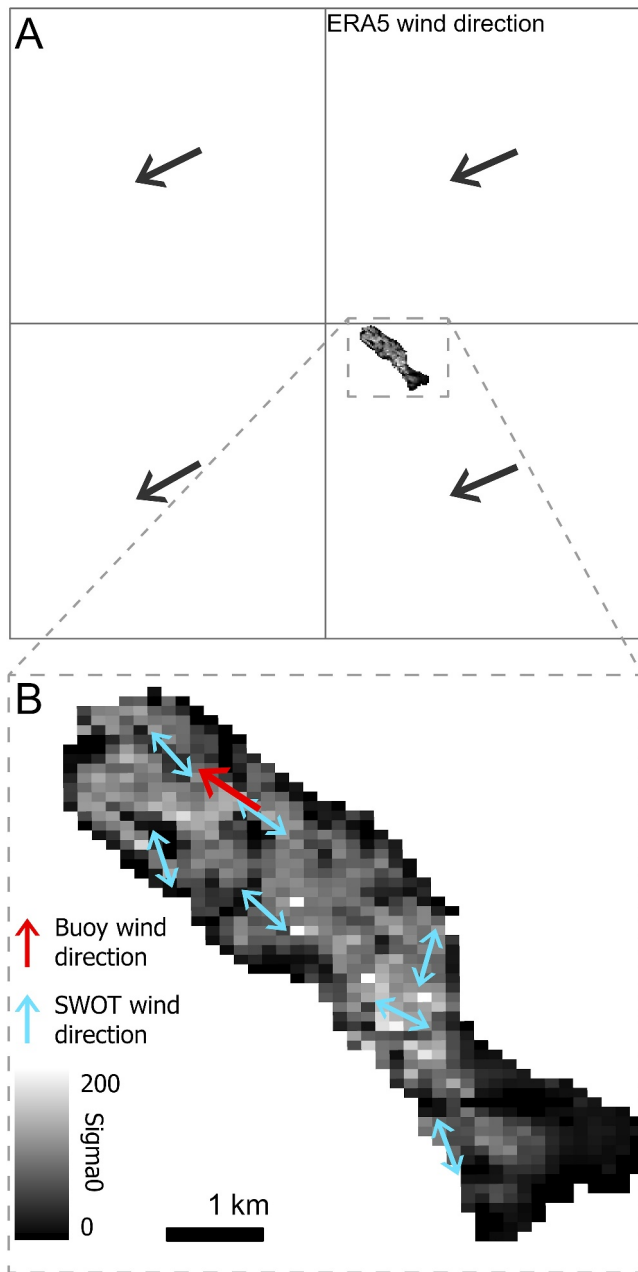 A
ERA5 wind direction
B
Buoy wind
direction
SWOT wind
direction
200
Sigma0
0
1 km